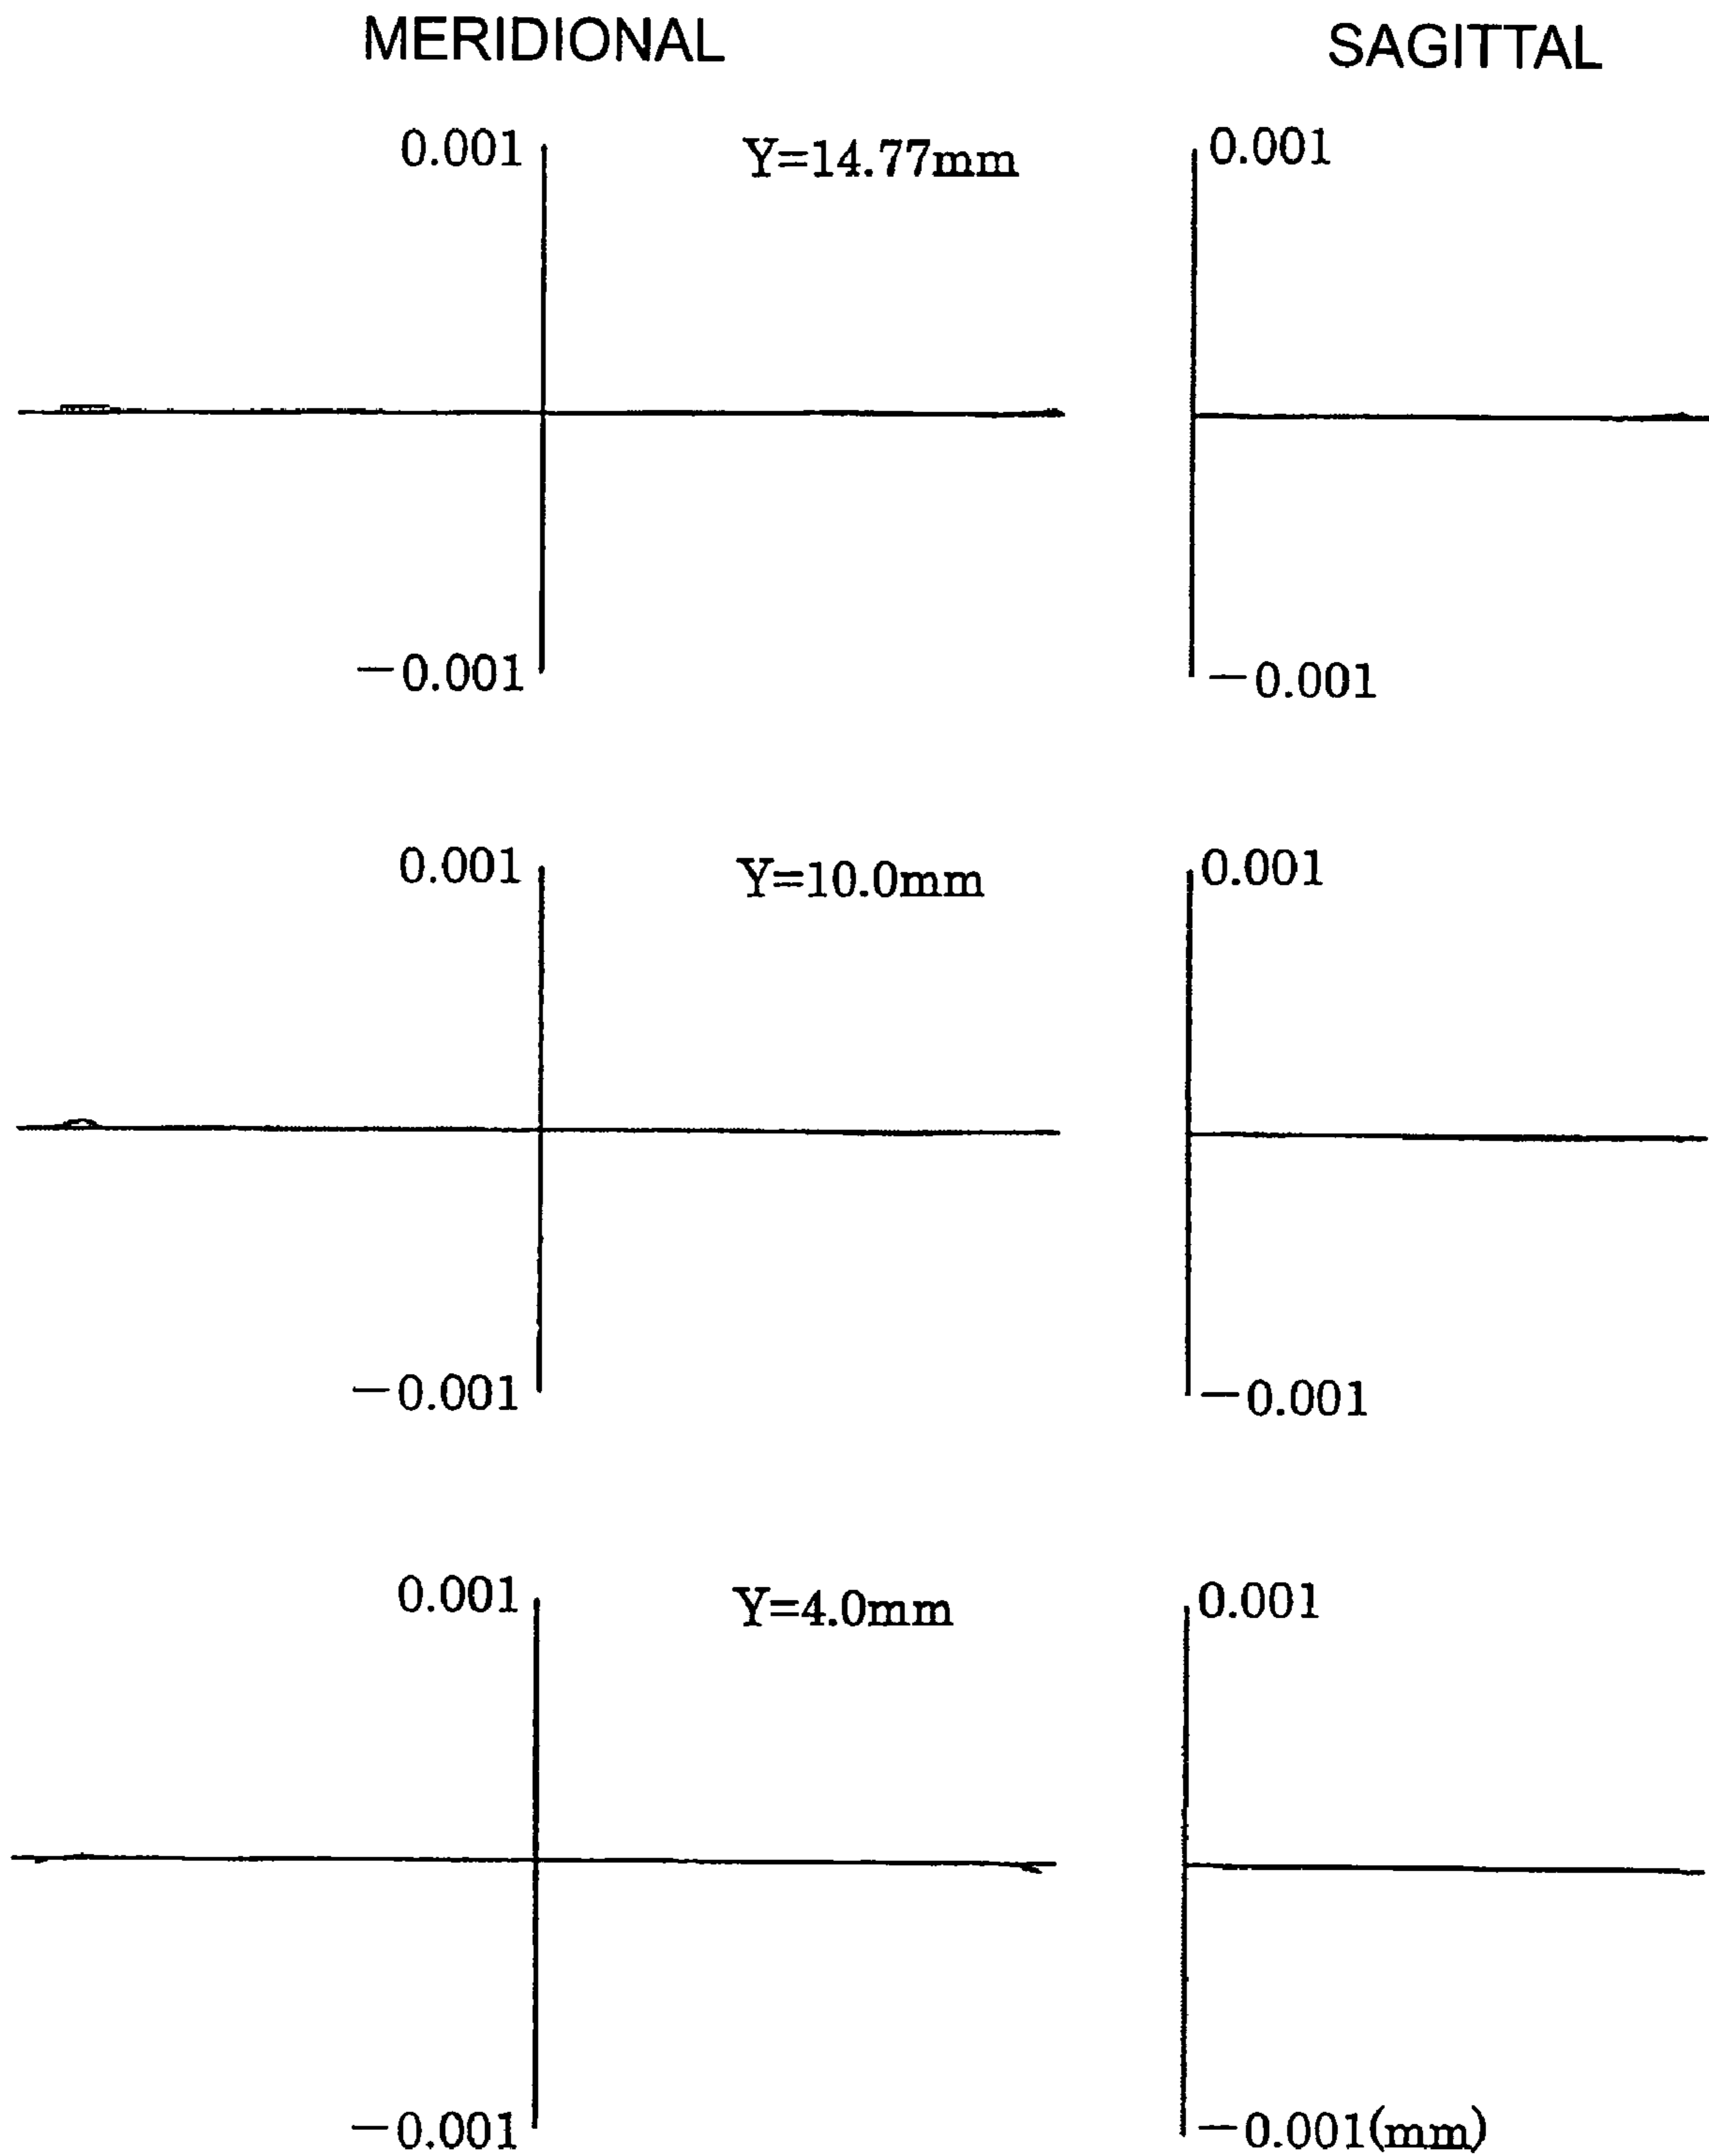 MERIDIONAL SAGITTAL
0.001 Y=14.77mm 0.001
−0.001 −0.001
0.001 Y=10.0mm 0.001
−0.001 −0.001
0.001 Y=4.0mm 0.001
−0.001 −0.001(mm)